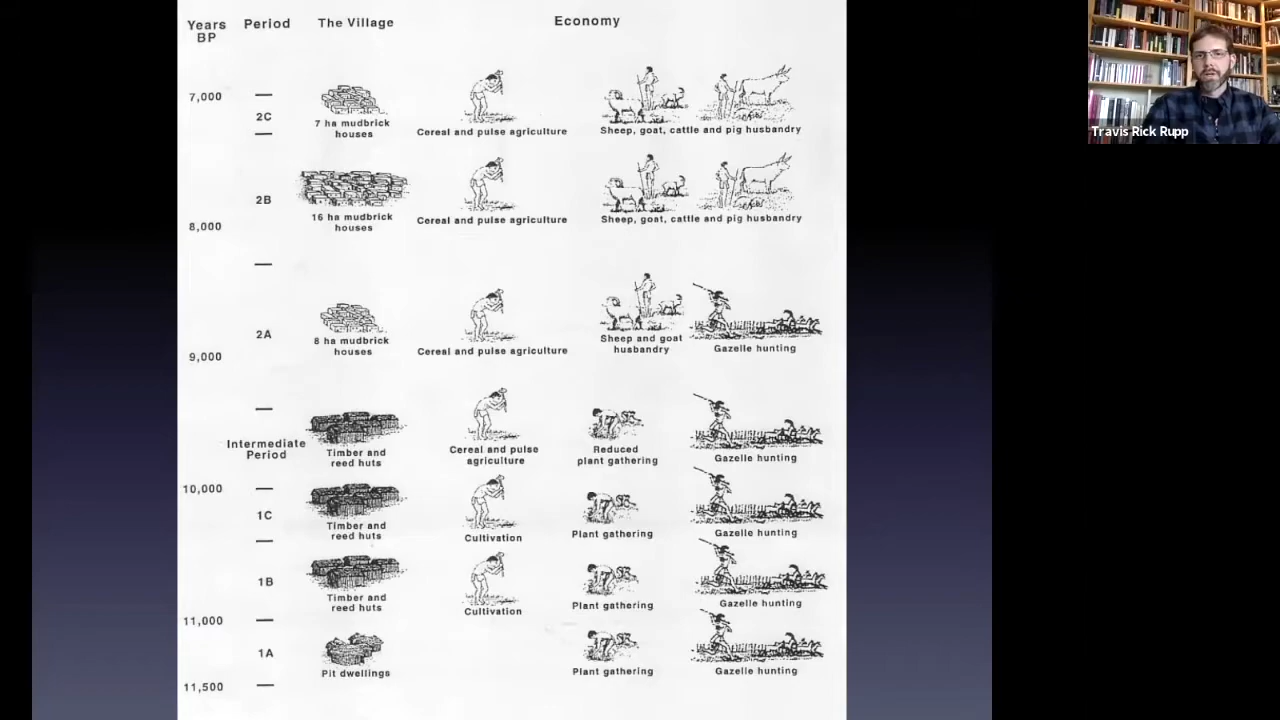 Years
BP
Period
The Village
Economy
7,000
2C
7 ha mudbrick
houses
Cereal and pulse agriculture
Sheep, goat, cattle and pig husbandry
2B
16 ha mudbrick
houses
Cereal and pulse agriculture
Sheep, goat, cattle and pig husbandry
8,000
2A
8 ha mudbrick
houses
Cereal and pulse agriculture
Sheep and goat
husbandry
Gazelle hunting
9,000
Intermediate
Period
Timber and
reed huts
Cereal and pulse
agriculture
Reduced
plant gathering
Gazelle hunting
10,000
1C
Timber and
reed huts
Cultivation
Plant gathering
Gazelle hunting
1B
Timber and
reed huts
Cultivation
Plant gathering
Gazelle hunting
11,000
1A
Pit dwellings
Plant gathering
Gazelle hunting
11,500
Travis Rick Rupp